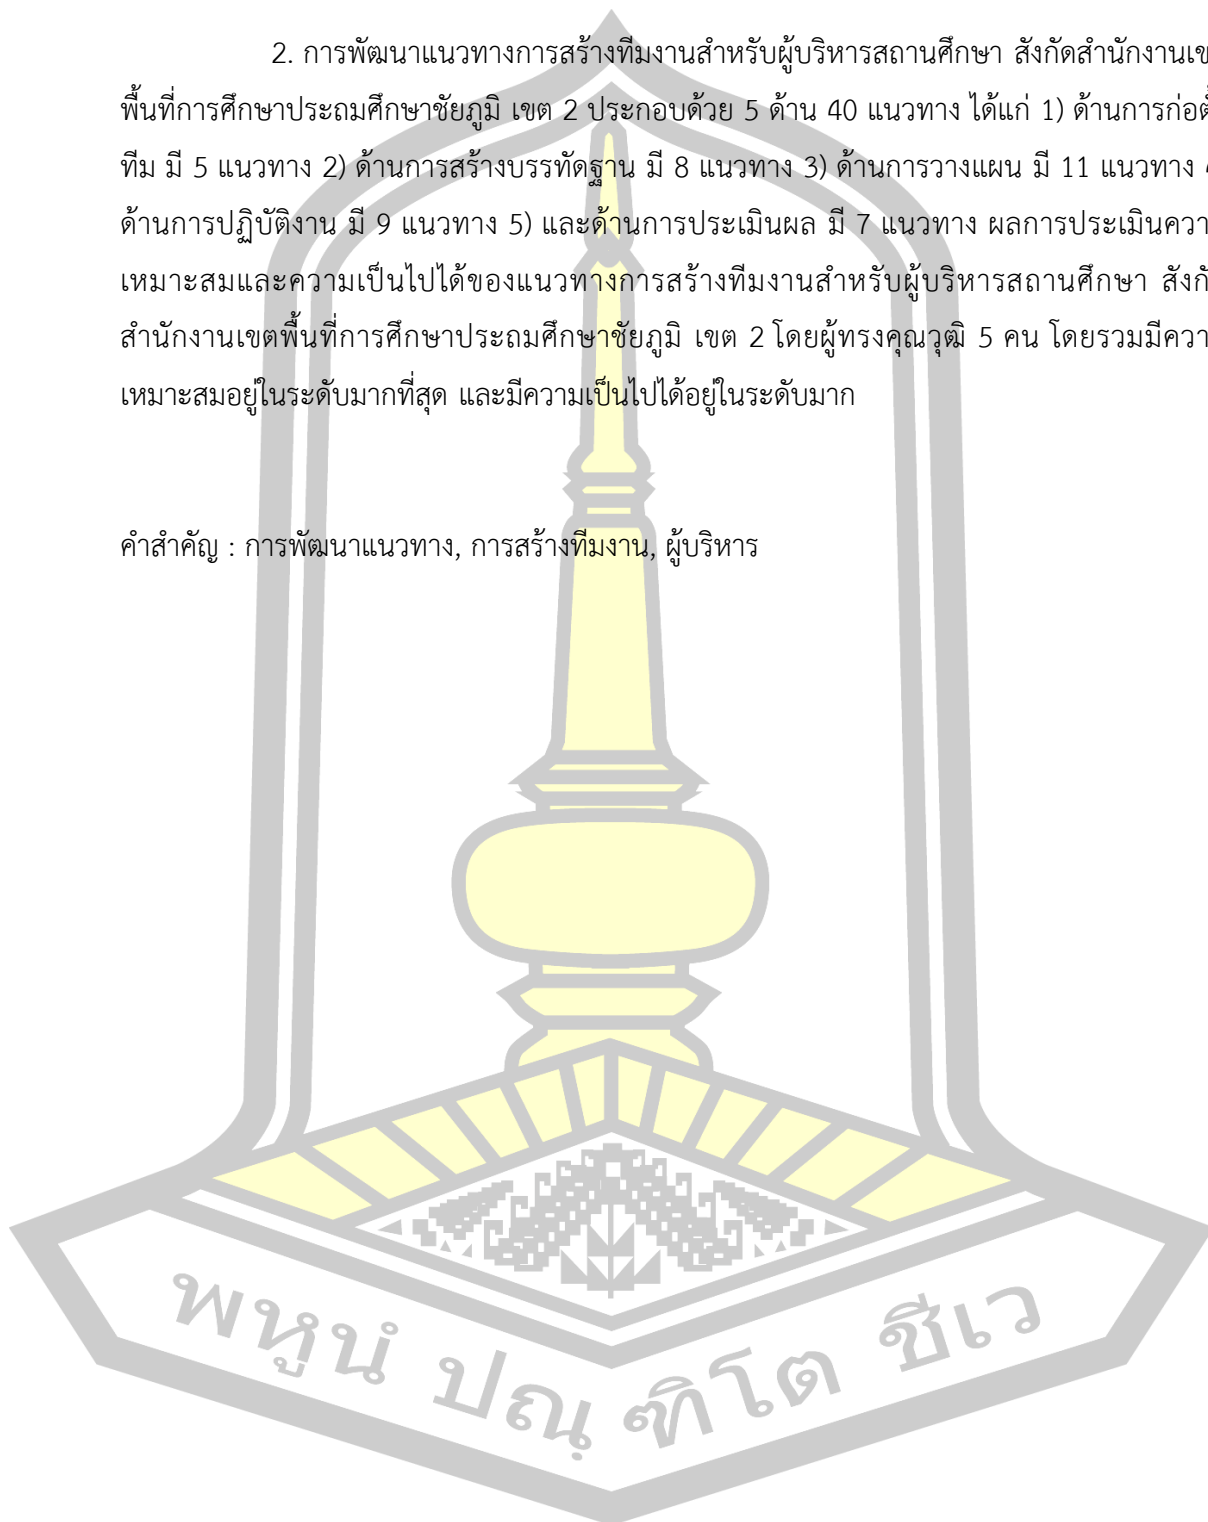 2. การพัฒนาแนวทางการสร้างทีมงานสำหรับผู้บริหารสถานศึกษา สังกัดสำนักงานเข
พื้นที่การศึกษาประถมศึกษาชัยภูมิ เขต 2 ประกอบด้วย 5 ด้าน 40 แนวทาง ได้แก่ 1) ด้านการก่อตั้
ทีม มี 5 แนวทาง 2) ด้านการสร้างบรรทัดฐาน มี 8 แนวทาง 3) ด้านการวางแผน มี 11 แนวทาง 4
ด้านการปฏิบัติงาน มี 9 แนวทาง 5) และด้านการประเมินผล มี 7 แนวทาง ผลการประเมินควา
เหมาะสมและความเป็นไปได้ของแนวทางการสร้างทีมงานสำหรับผู้บริหารสถานศึกษา สังกั
สำนักงานเขตพื้นที่การศึกษาประถมศึกษาชัยภูมิ เขต 2 โดยผู้ทรงคุณวุฒิ 5 คน โดยรวมมีควา
เหมาะสมอยู่ในระดับมากที่สุด และมีความเป็นไปได้อยู่ในระดับมาก
คำสำคัญ : การพัฒนาแนวทาง, การสร้างทีมงาน, ผู้บริหาร
พหูนํ ปณฺ ฑิโต ชีเว